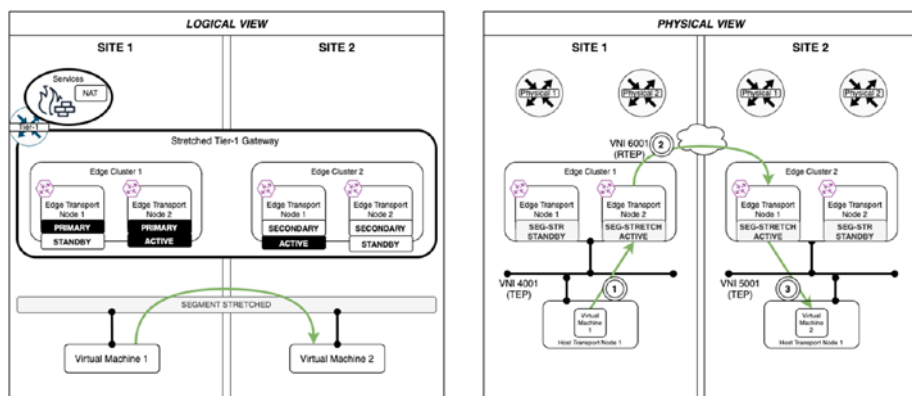 LOGICAL VIEW
SITE 1
SITE 2
Services
NAT
Tier-1
Stretched Tier-1 Gateway
Edge Cluster 1
Edge Transport
Node 1
PRIMARY
STANDBY
Edge Transport
Node 2
PRIMARY
ACTIVE
Edge Cluster 2
Edge Transport
Node 1
SECONDARY
ACTIVE
Edge Transport
Node 2
SECONDARY
STANDBY
SEGMENT STRETCHED
Virtual Machine 1
Virtual Machine 2
PHYSICAL VIEW
SITE 1
SITE 2
Physical 1
Physical 2
Physical 1
Physical 2
VNI 6001
(RTEP)
2
Edge Cluster 1
Edge Transport
Node 1
SEG-STR
STANDBY
Edge Transport
Node 2
SEG-STRETCH
ACTIVE
Edge Cluster 2
Edge Transport
Node 1
SEG-STRETCH
ACTIVE
Edge Transport
Node 2
SEG-STR
STANDBY
VNI 4001
(TEP)
1
Virtual
Machine
1
Host Transport Node 1
VNI 5001
(TEP)
3
Virtual
Machine
2
Host Transport Node 1